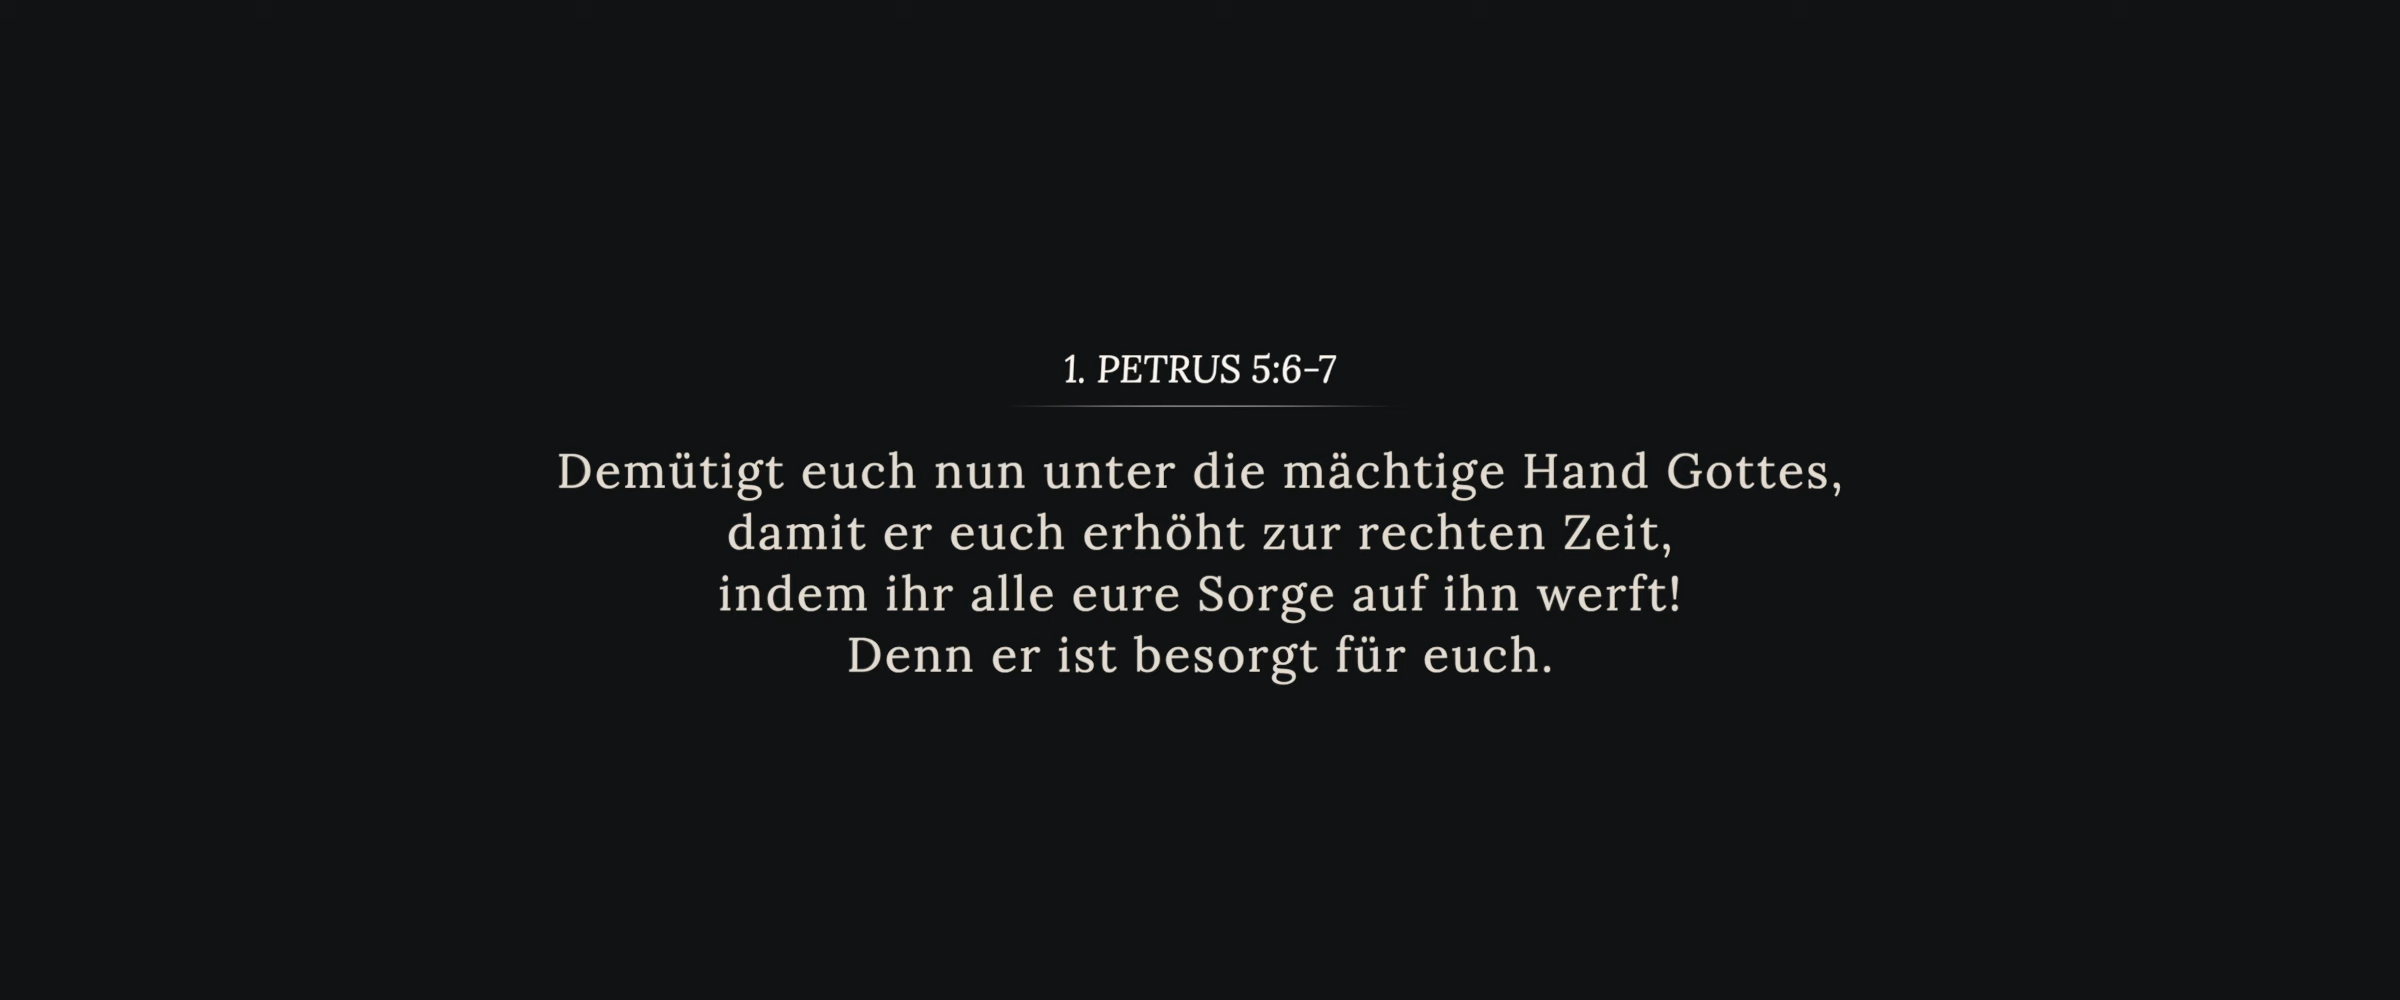 1. PETRUS 5:6-7
Demütigt euch nun unter die mächtige Hand Gottes,
damit er euch erhöht zur rechten Zeit,
indem ihr alle eure Sorge auf ihn werft!
Denn er ist besorgt für euch.